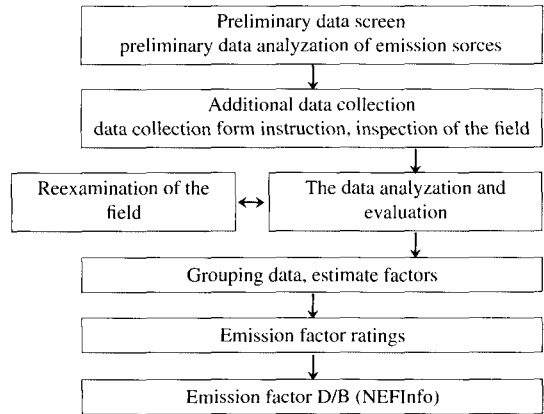 Preliminary data screen
preliminary data analyzation of emission sorces
Additional data collection
data collection form instruction, inspection of the field
Reexamination of the
field
The data analyzation and
evaluation
Grouping data, estimate factors
Emission factor ratings
Emission factor D/B (NEFInfo)